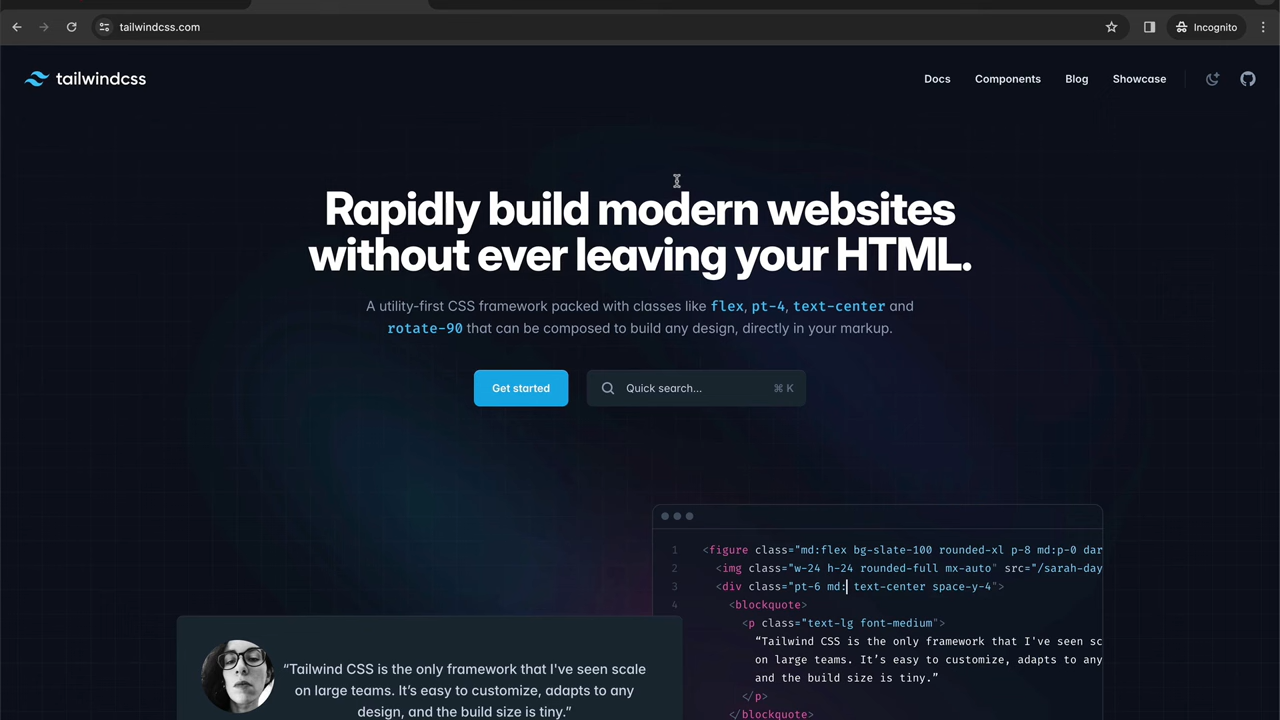 tailwindcss.com
Incognito
tailwindcss
Docs
Components
Blog
Showcase
Rapidly build modern websites
without ever leaving your HTML.
A utility-first CSS framework packed with classes like flex, pt-4, text-center and
rotate-90 that can be composed to build any design, directly in your markup.
Get started
Quick search...
⌘ K
1 <figure class="md:flex bg-slate-100 rounded-xl p-8 md:p-0 dar
2 <img class="w-24 h-24 rounded-full mx-auto" src="/sarah-day
3 <div class="pt-6 md: text-center space-y-4">
4 <blockquote>
<p class="text-lg font-medium">
“Tailwind CSS is the only framework that I've seen sc
on large teams. It’s easy to customize, adapts to any
and the build size is tiny.”
</p>
</blockquote>
“Tailwind CSS is the only framework that I've seen scale
on large teams. It’s easy to customize, adapts to any
design, and the build size is tiny.”